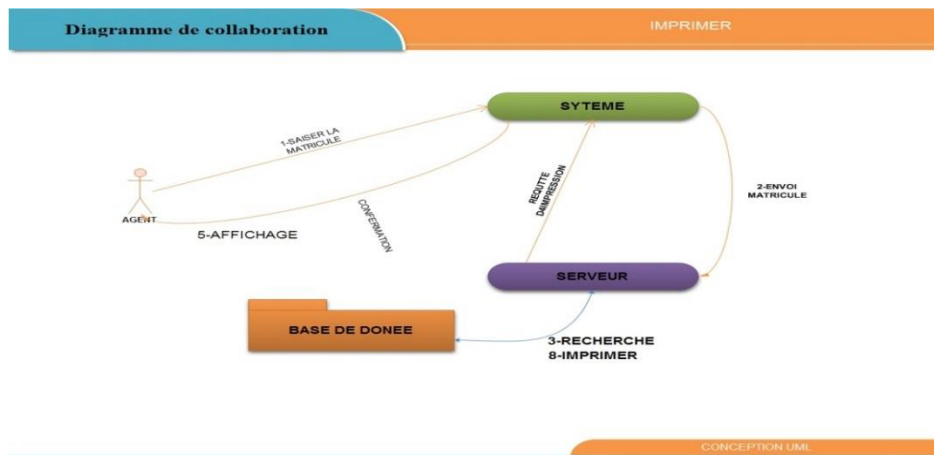 Diagramme de collaboration
IMPRIMER
SYTEME
1-SAISER LA
MATRICULE
REQUTTE
D4IMPRESSION
2-ENVOI
MATRICULE
AGENT
5-AFFICHAGE
CONFERMATION
SERVEUR
BASE DE DONEE
3-RECHERCHE
8-IMPRIMER
CONCEPTION UML